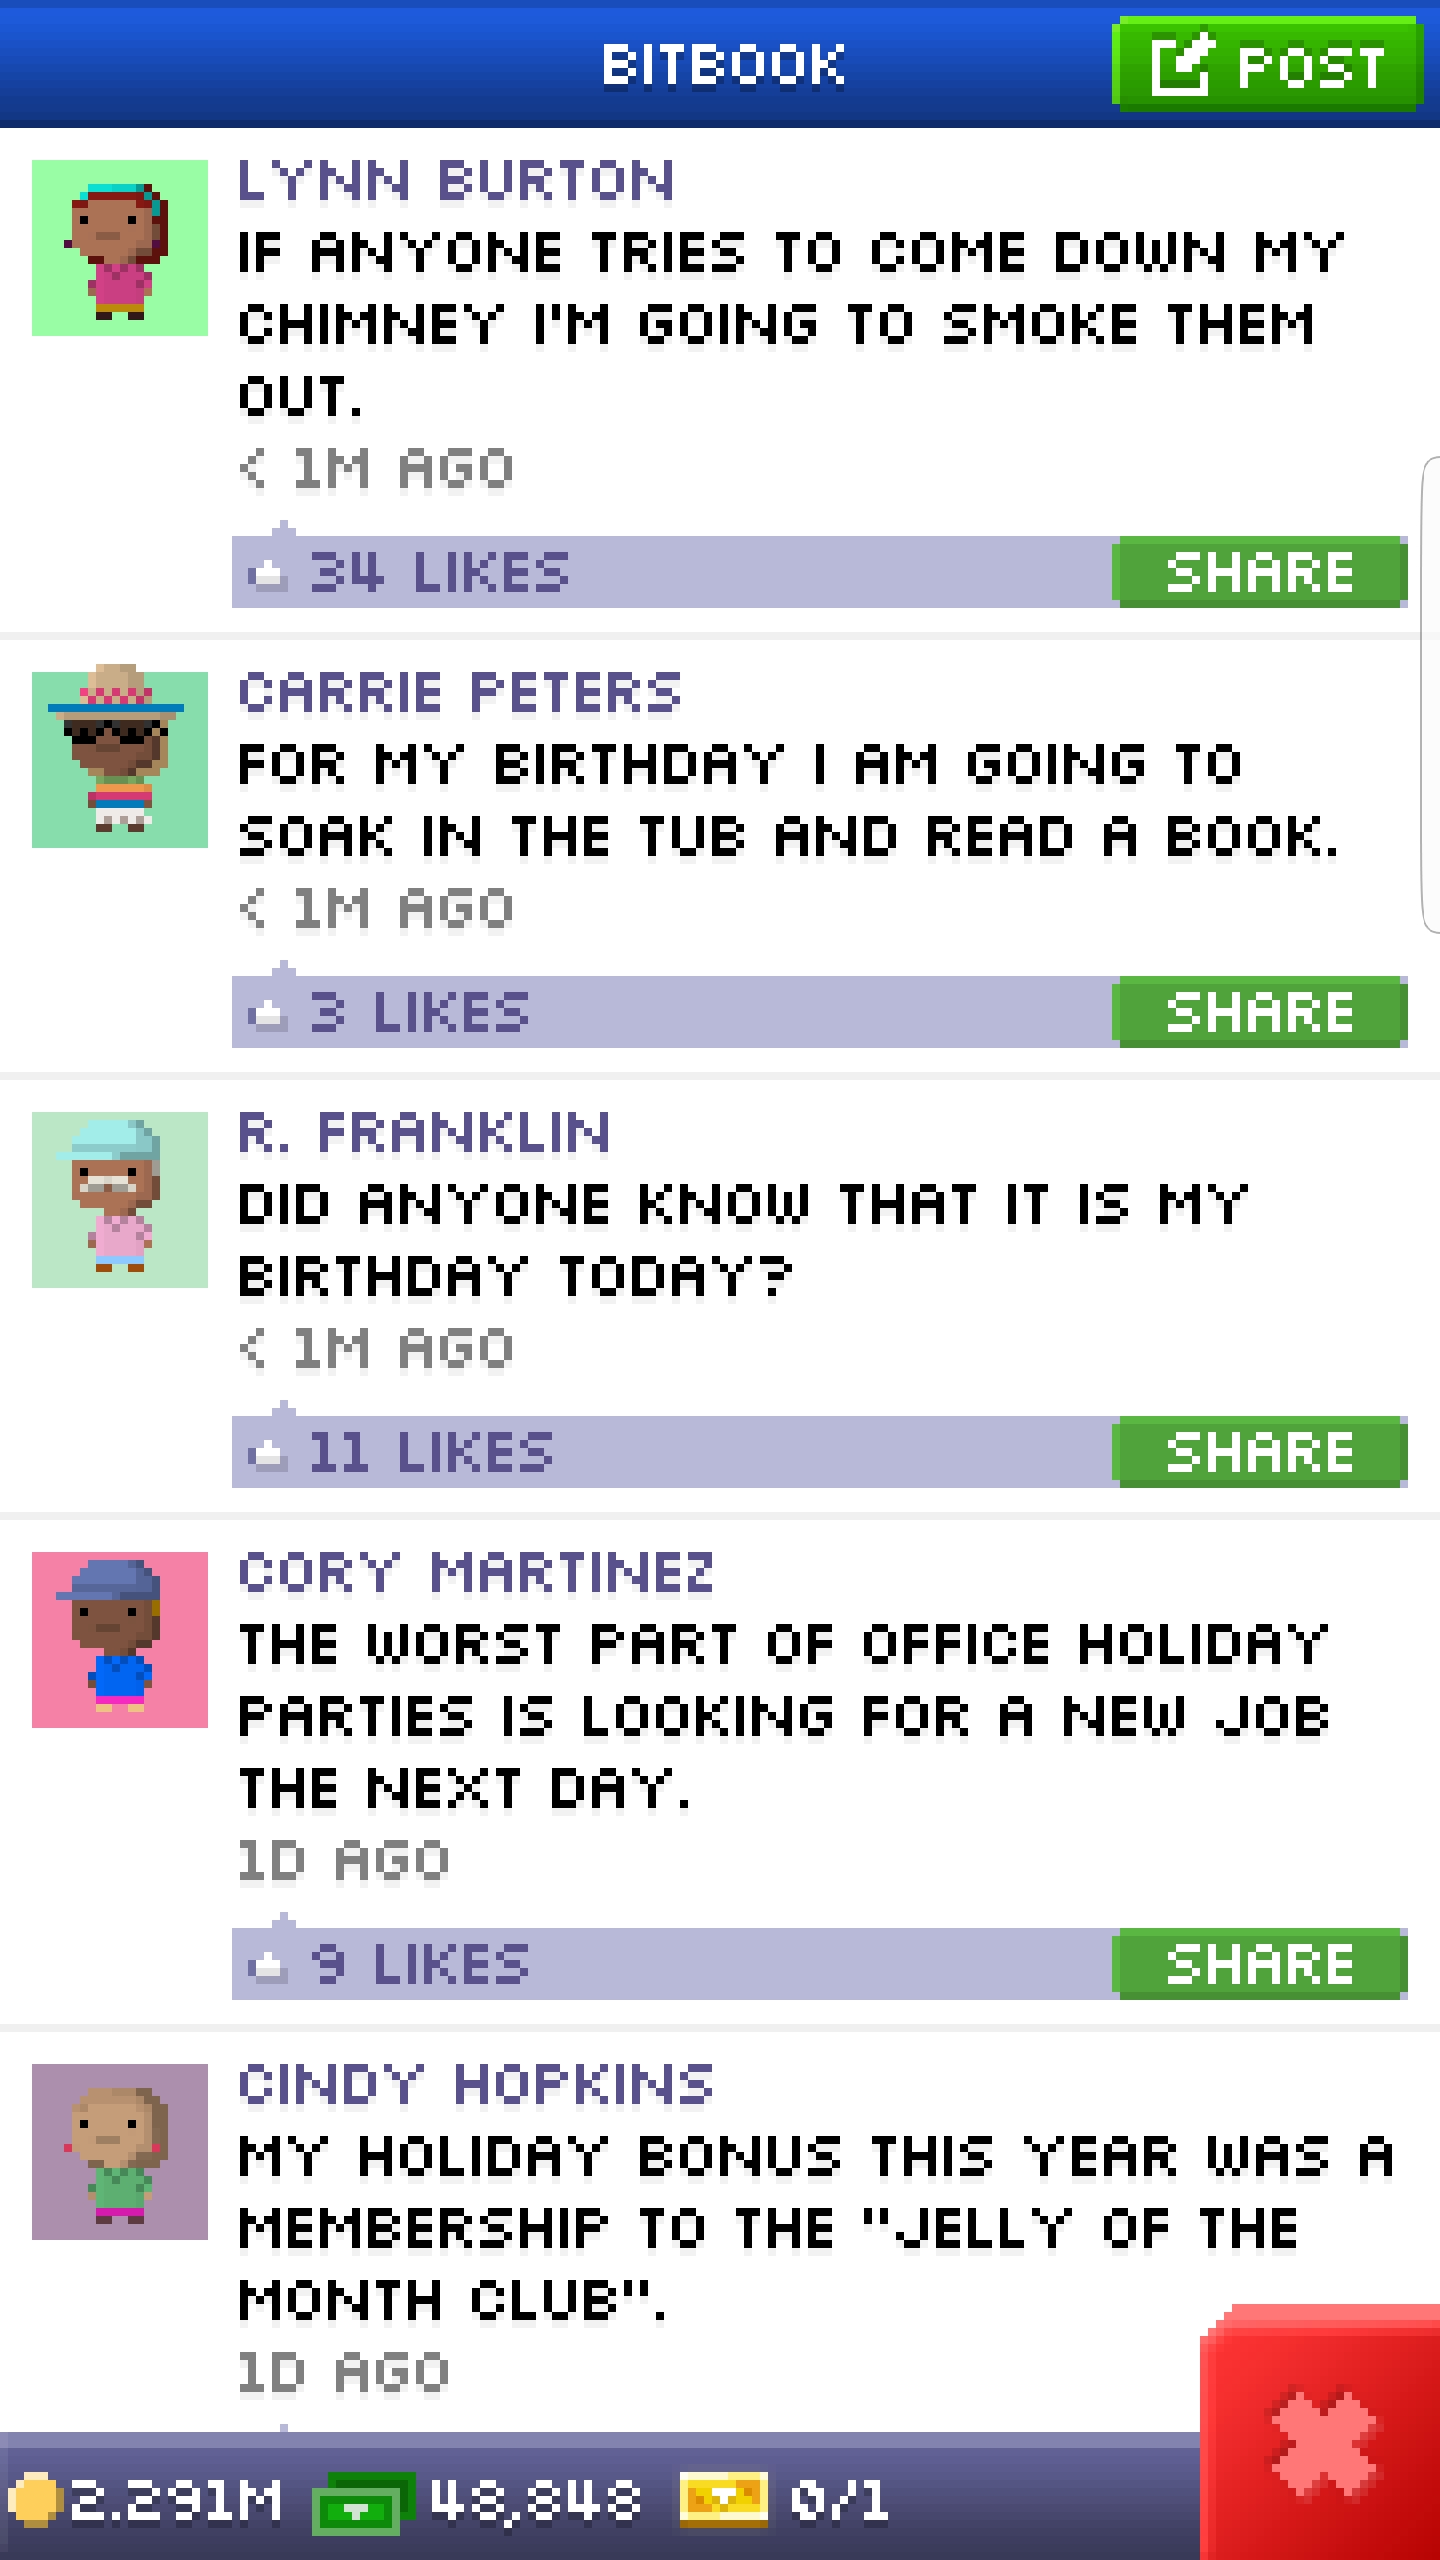 BITBOOK
POST
LYNN BURTON
IF ANYONE TRIES TO COME DOWN MY
CHIMNEY I'M GOING TO SMOKE THEM
OUT.
< 1M AGO
34 LIKES
SHARE
CARRIE PETERS
FOR MY BIRTHDAY I AM GOING TO
SOAK IN THE TUB AND READ A BOOK.
< 1M AGO
3 LIKES
SHARE
R. FRANKLIN
DID ANYONE KNOW THAT IT IS MY
BIRTHDAY TODAY?
< 1M AGO
11 LIKES
SHARE
CORY MARTINEZ
THE WORST PART OF OFFICE HOLIDAY
PARTIES IS LOOKING FOR A NEW JOB
THE NEXT DAY.
1D AGO
9 LIKES
SHARE
CINDY HOPKINS
MY HOLIDAY BONUS THIS YEAR WAS A
MEMBERSHIP TO THE "JELLY OF THE
MONTH CLUB".
1D AGO
2.291M 48,848 0/1